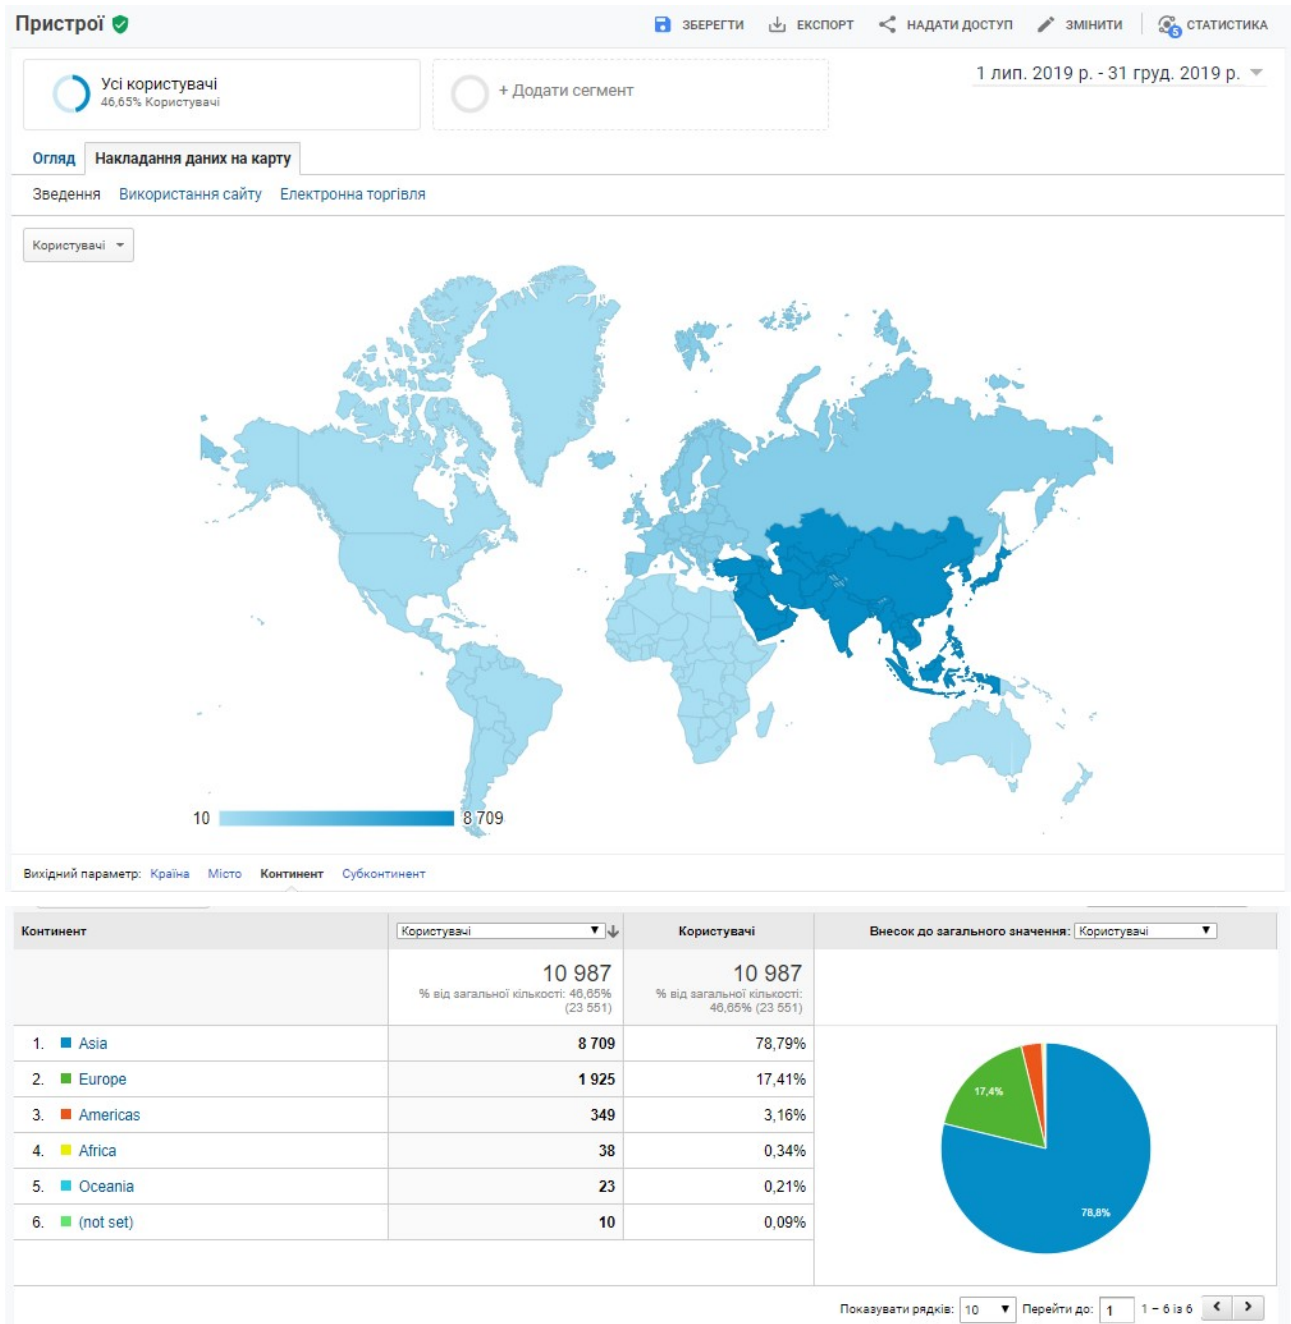 Пристрої
ЗБЕРЕГТИ ЕКСПОРТ НАДАТИ ДОСТУП ЗМІНИТИ 5 СТАТИСТИКА
Усі користувачі
46,65% Користувачі
+ Додати сегмент
1 лип. 2019 р. - 31 груд. 2019 р.
Огляд Накладання даних на карту
Зведення Використання сайту Електронна торгівля
Користувачі
10 8 709
Вихідний параметр: Країна Місто Континент Субконтинент
Континент Користувачі Користувачі Внесок до загального значення: Користувачі
10 987 10 987
% від загальної кількості: 46,65% % від загальної кількості:
(23 551) 46,65% (23 551)
1. Asia 8 709 78,79%
2. Europe 1 925 17,41%
3. Americas 349 3,16%
4. Africa 38 0,34%
5. Oceania 23 0,21%
6. (not set) 10 0,09%
17,4%
78,8%
Показувати рядків: 10 Перейти до: 1 1 – 6 із 6